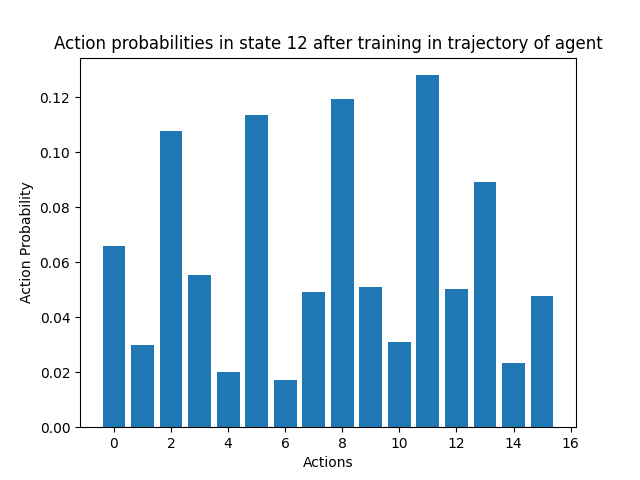 Action probabilities in state 12 after training in trajectory of agent
0.12
0.10
0.08
0.06
0.04
0.02
0.00
Action Probability
0 2 4 6 8 10 12 14 16
Actions